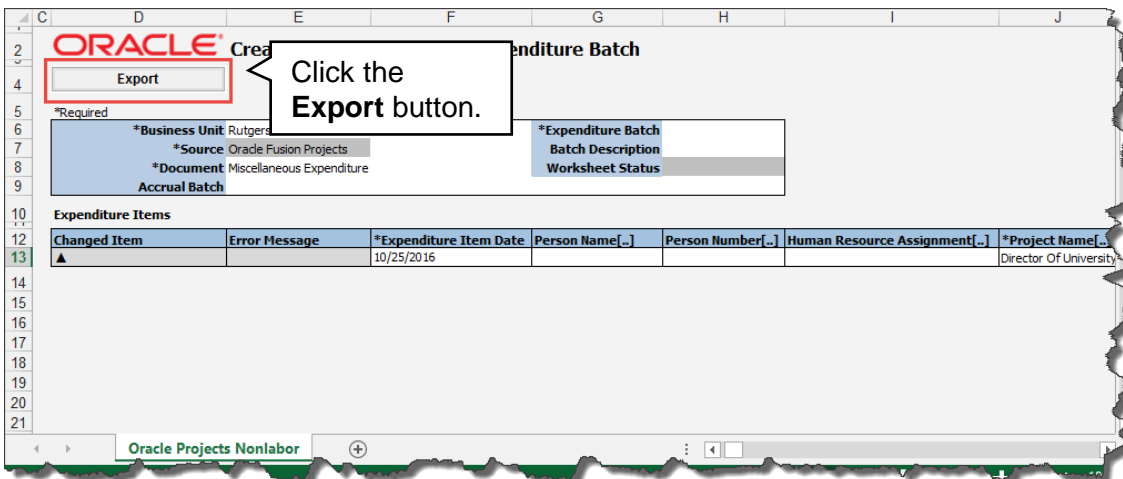 C D E F G H I J
2 ORACLE Crea enditure Batch
Click the
Export button.
4 Export
5 *Required
6 *Business Unit Rutgers *Expenditure Batch
7 *Source Oracle Fusion Projects Batch Description
8 *Document Miscellaneous Expenditure Worksheet Status
9 Accrual Batch
10 Expenditure Items
12 Changed Item Error Message *Expenditure Item Date Person Name[..] Person Number[..] Human Resource Assignment[..] *Project Name[..
13 ▲ 10/25/2016 Director Of University
14
15
16
17
18
19
20
21
Oracle Projects Nonlabor